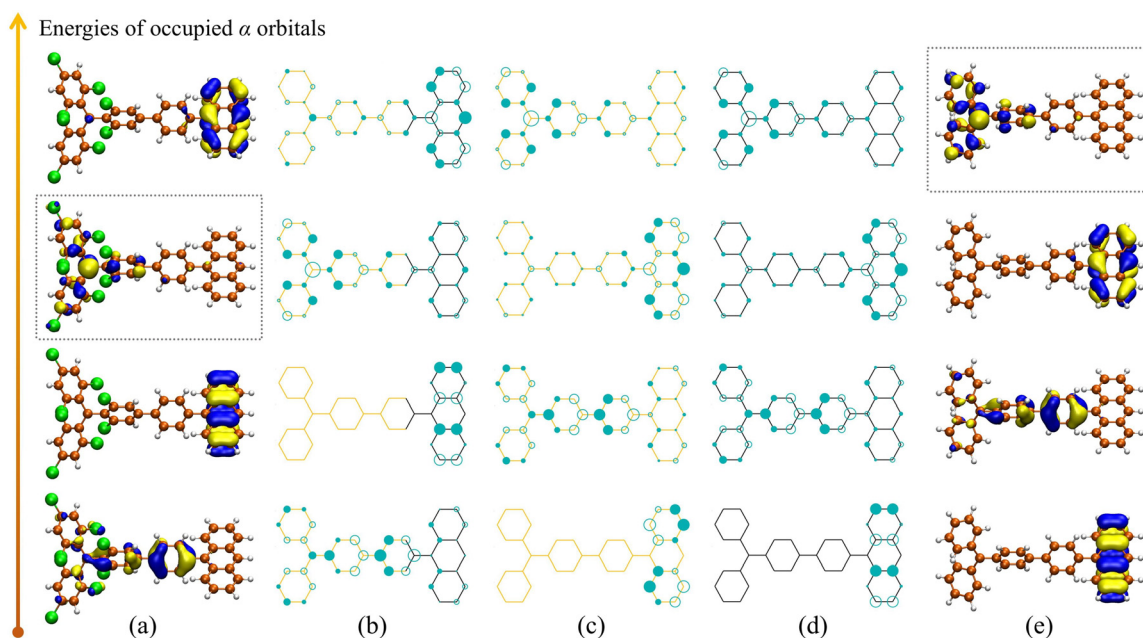 Energies of occupied α orbitals
(a) (b) (c) (d) (e)